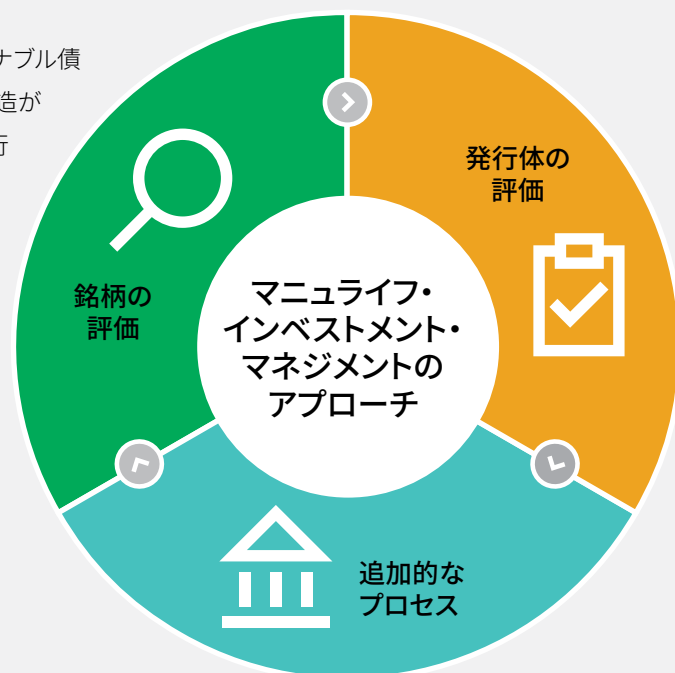 ナブル債
造が
行
発行体の
評価
銘柄の
評価
マニュライフ・
インベストメント・
マネジメントの
アプローチ
追加的な
プロセス